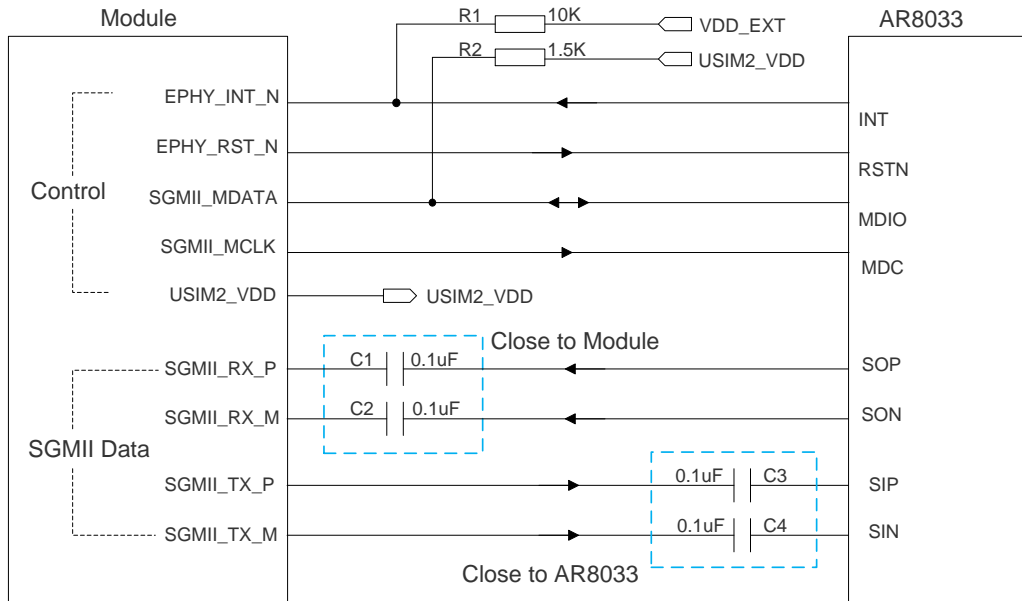 Module
R1 10K VDD_EXT
AR8033
R2 1.5K USIM2_VDD
EPHY_INT_N
INT
EPHY_RST_N
RSTN
Control
SGMII_MDATA
MDIO
SGMII_MCLK
MDC
USIM2_VDD USIM2_VDD
Close to Module
SGMII_RX_P C1 0.1uF SOP
SGMII_RX_M C2 0.1uF SON
SGMII Data
SGMII_TX_P 0.1uF C3 SIP
SGMII_TX_M 0.1uF C4 SIN
Close to AR8033